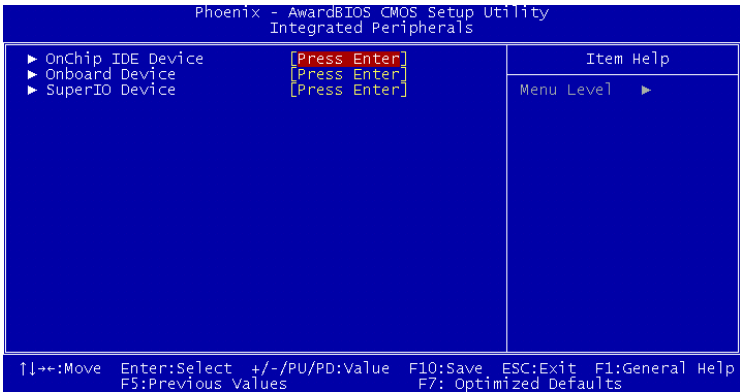 Phoenix - AwardBIOS CMOS Setup Utility
Integrated Peripherals
► OnChip IDE Device [Press Enter]
► Onboard Device [Press Enter]
► SuperIO Device [Press Enter]
Item Help
Menu Level ►
↑↓→←:Move Enter:Select +/-/PU/PD:Value F10:Save ESC:Exit F1:General Help
F5:Previous Values F7: Optimized Defaults